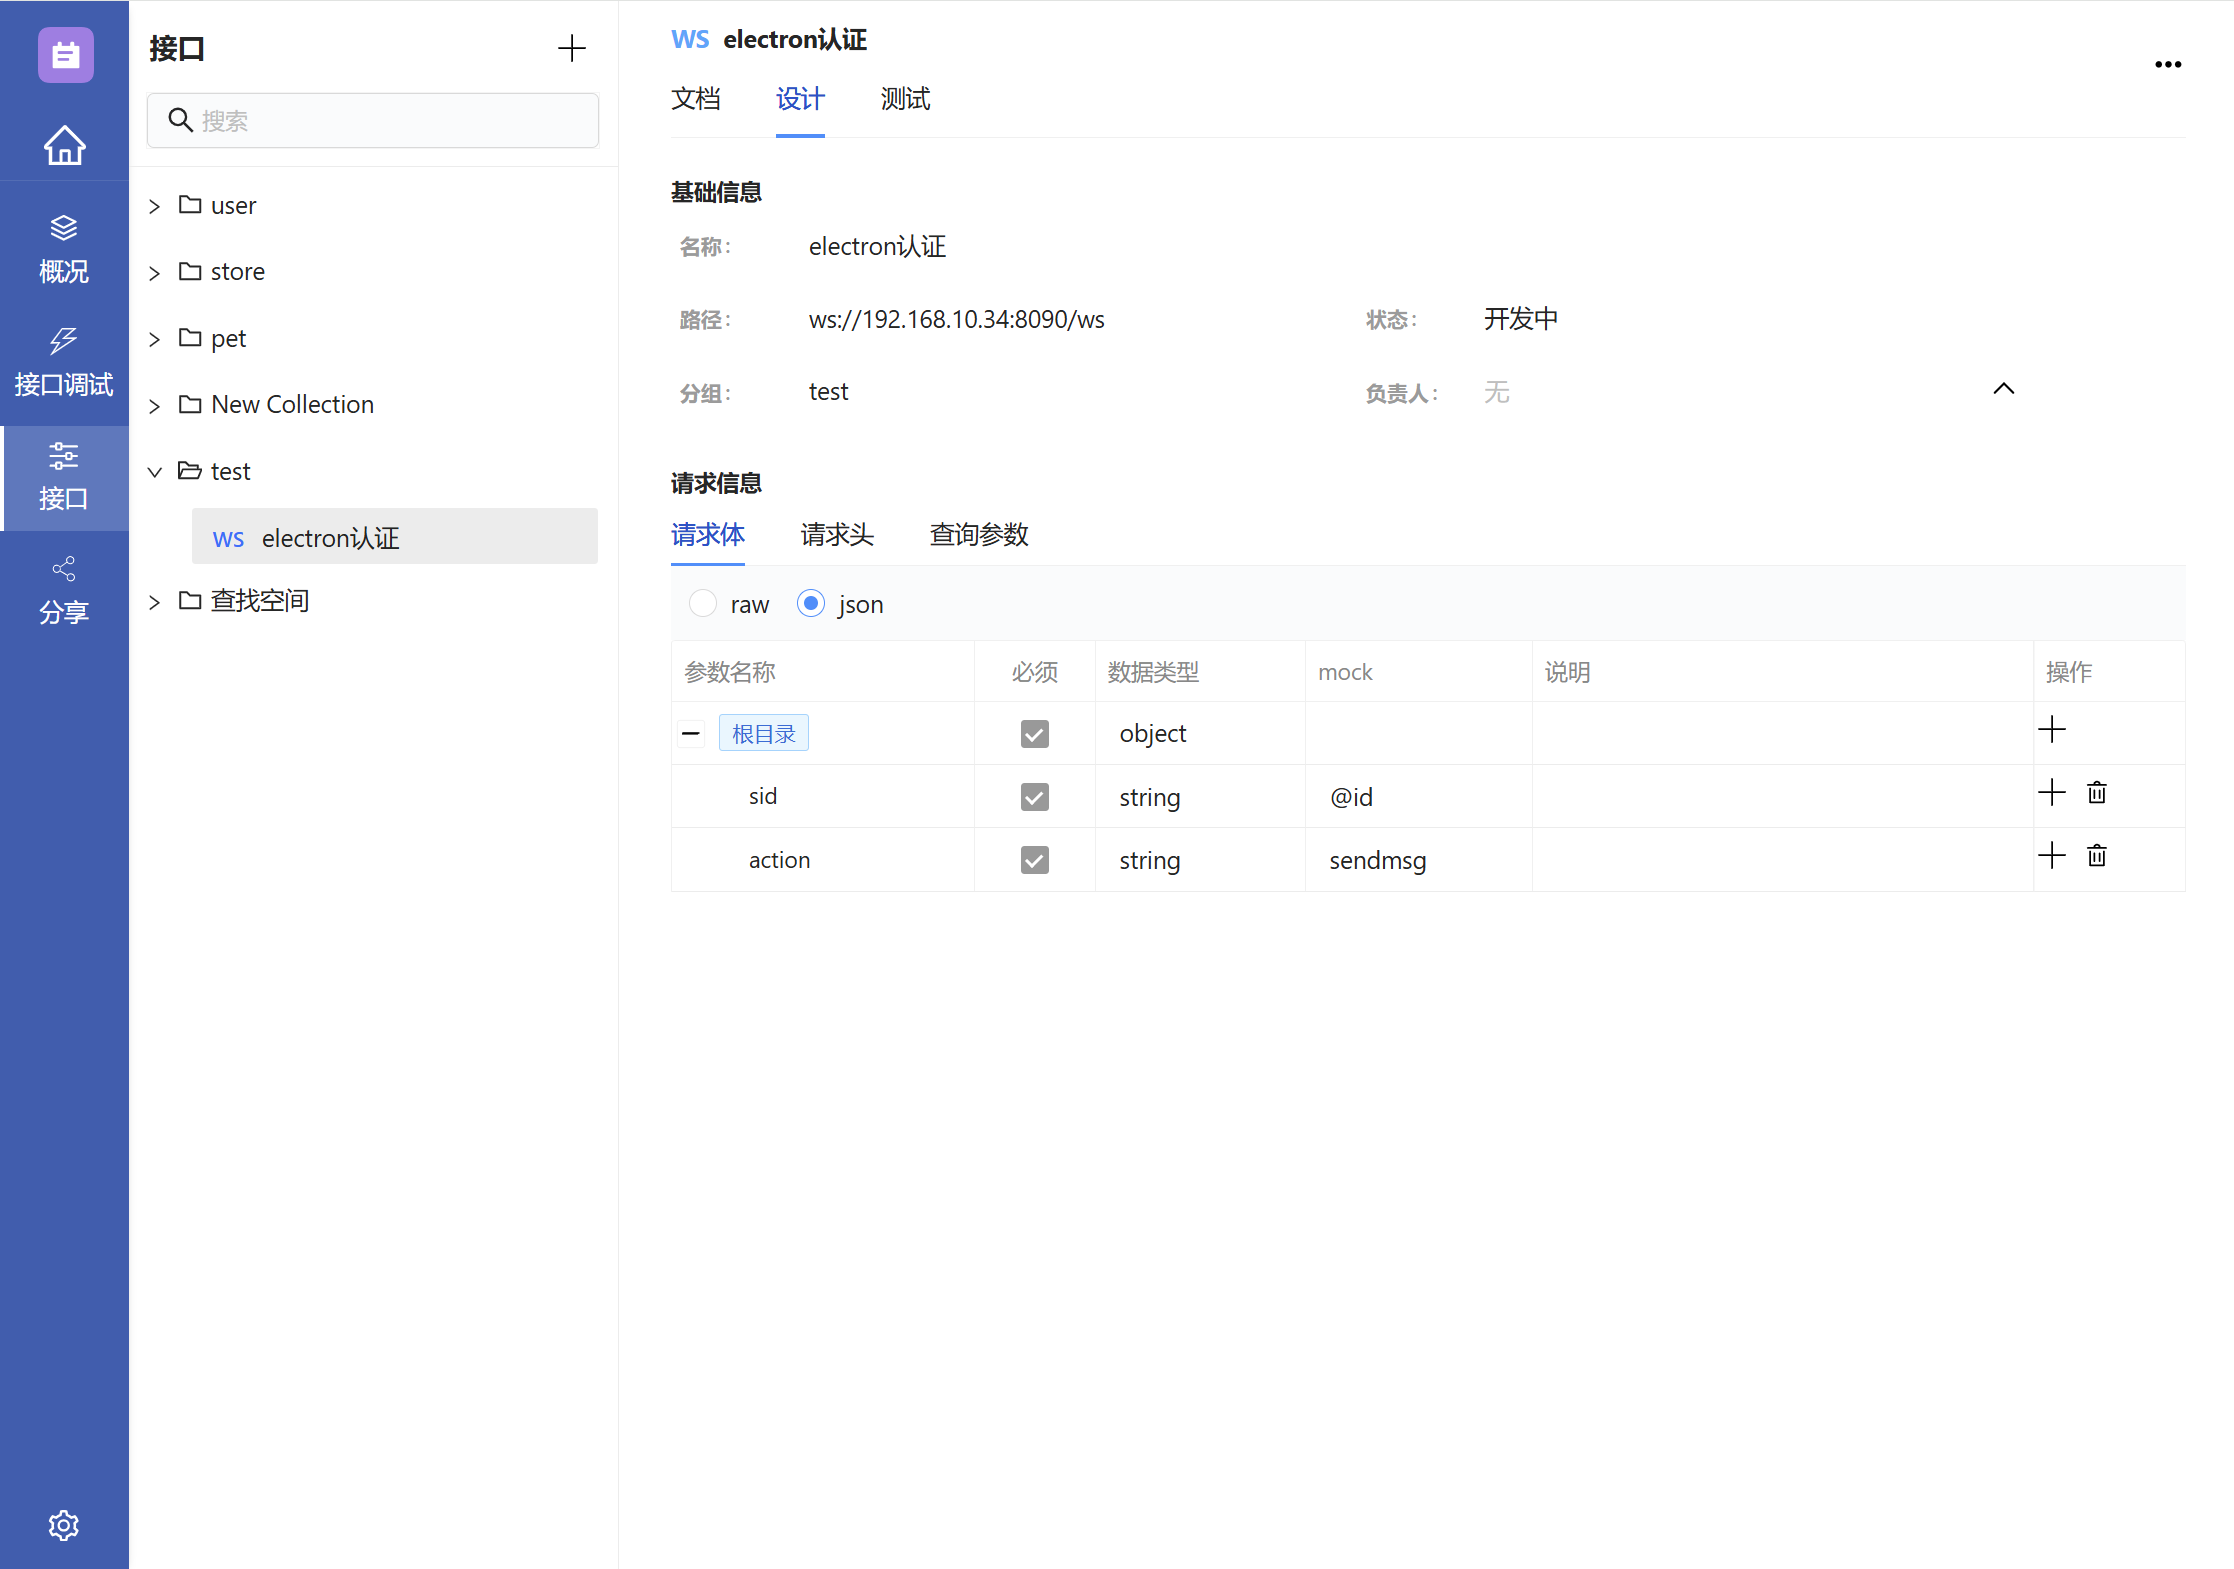 概况
接口调试
接口
分享
接口
搜索
user
store
pet
New Collection
test
WS electron认证
查找空间
WS electron认证
文档 设计 测试
基础信息
名称: electron认证
路径: ws://192.168.10.34:8090/ws 状态: 开发中
分组: test 负责人: 无
请求信息
请求体 请求头 查询参数
raw json
参数名称 必须 数据类型 mock 说明 操作
根目录 object
sid string @id
action string sendmsg